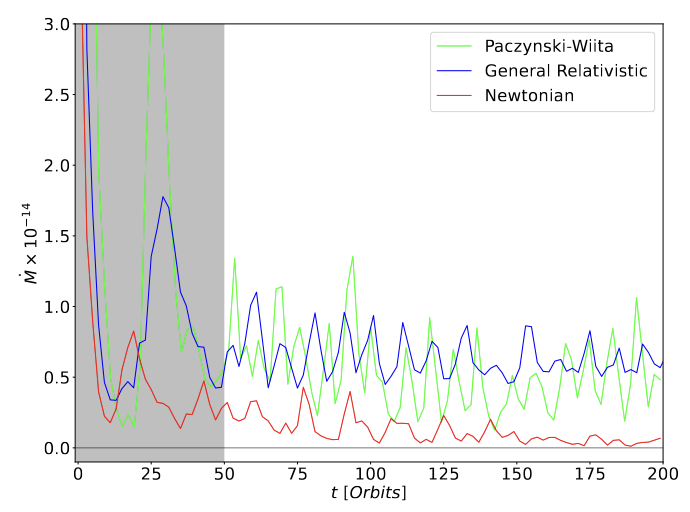 Paczynski-Wiita
General Relativistic
Newtonian
3.0
2.5
2.0
1.5
1.0
0.5
0.0
Ṁ × 10⁻¹⁴
0 25 50 75 100 125 150 175 200
t [Orbits]